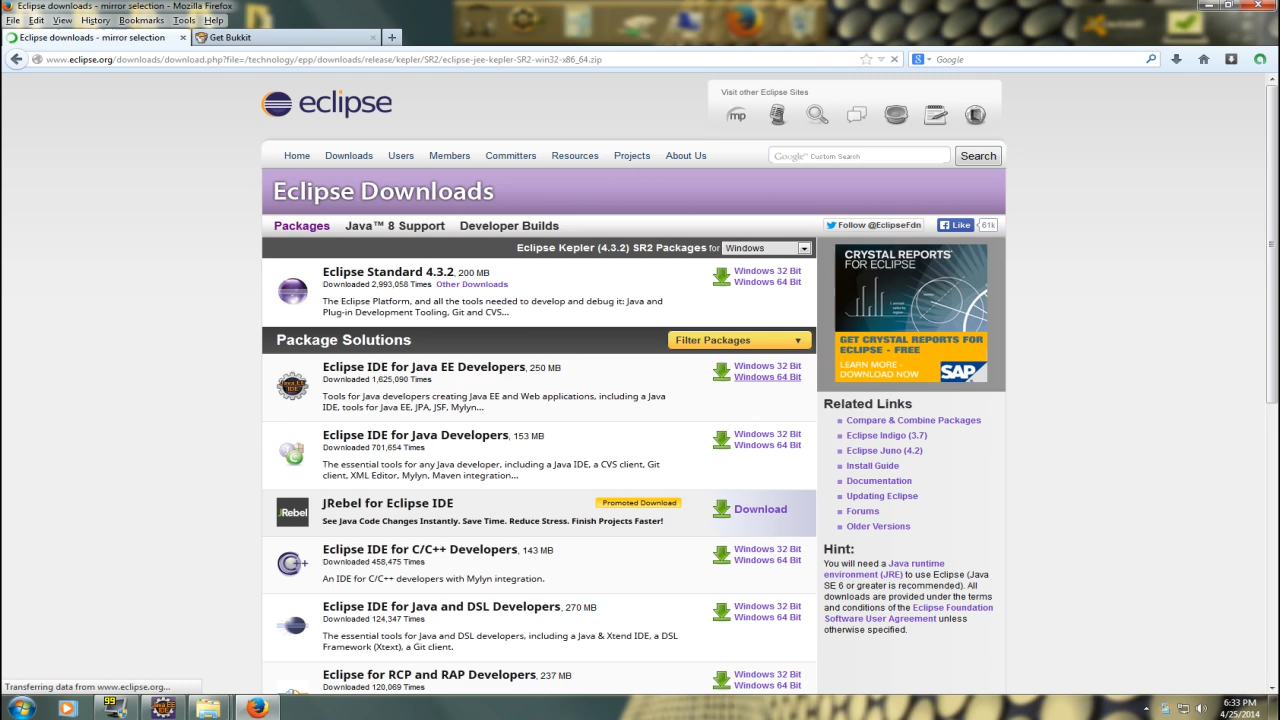 Eclipse downloads - mirror selection - Mozilla Firefox
File Edit View History Bookmarks Tools Help
Eclipse downloads - mirror selection
Get Bukkit
www.eclipse.org/downloads/download.php?file=/technology/epp/downloads/release/kepler/SR2/eclipse-jee-kepler-SR2-win32-x86_64.zip
Google
eclipse
Visit other Eclipse Sites
mp
Home Downloads Users Members Committers Resources Projects About Us
Google™ Custom Search
Search
Eclipse Downloads
Packages Java™ 8 Support Developer Builds
Follow @EclipseFdn
Like
61k
Eclipse Kepler (4.3.2) SR2 Packages for Windows
Eclipse Standard 4.3.2, 200 MB
Downloaded 2,993,058 Times Other Downloads
The Eclipse Platform, and all the tools needed to develop and debug it: Java and
Plug-in Development Tooling, Git and CVS...
Windows 32 Bit
Windows 64 Bit
Package Solutions
Filter Packages
Eclipse IDE for Java EE Developers, 250 MB
Downloaded 1,625,090 Times
Tools for Java developers creating Java EE and Web applications, including a Java
IDE, tools for Java EE, JPA, JSF, Mylyn...
Windows 32 Bit
Windows 64 Bit
Java EE
IDE
Eclipse IDE for Java Developers, 153 MB
Downloaded 701,654 Times
The essential tools for any Java developer, including a Java IDE, a CVS client, Git
client, XML Editor, Mylyn, Maven integration...
Windows 32 Bit
Windows 64 Bit
JRebel
JRebel for Eclipse IDE
Promoted Download
See Java Code Changes Instantly. Save Time. Reduce Stress. Finish Projects Faster!
Download
Eclipse IDE for C/C++ Developers, 143 MB
Downloaded 458,475 Times
An IDE for C/C++ developers with Mylyn integration.
Windows 32 Bit
Windows 64 Bit
Eclipse IDE for Java and DSL Developers, 270 MB
Downloaded 124,347 Times
The essential tools for Java and DSL developers, including a Java & Xtend IDE, a DSL
Framework (Xtext), a Git client.
Windows 32 Bit
Windows 64 Bit
Eclipse for RCP and RAP Developers, 237 MB
Downloaded 120,069 Times
Windows 32 Bit
Windows 64 Bit
CRYSTAL REPORTS®
FOR ECLIPSE
GET CRYSTAL REPORTS FOR
ECLIPSE - FREE
LEARN MORE -
DOWNLOAD NOW
SAP
Related Links
Compare & Combine Packages
Eclipse Indigo (3.7)
Eclipse Juno (4.2)
Install Guide
Documentation
Updating Eclipse
Forums
Older Versions
Hint:
You will need a Java runtime
environment (JRE) to use Eclipse (Java
SE 6 or greater is recommended). All
downloads are provided under the terms
and conditions of the Eclipse Foundation
Software User Agreement unless
otherwise specified.
Transferring data from www.eclipse.org...
99
Java EE
IDE
6:33 PM
4/25/2014